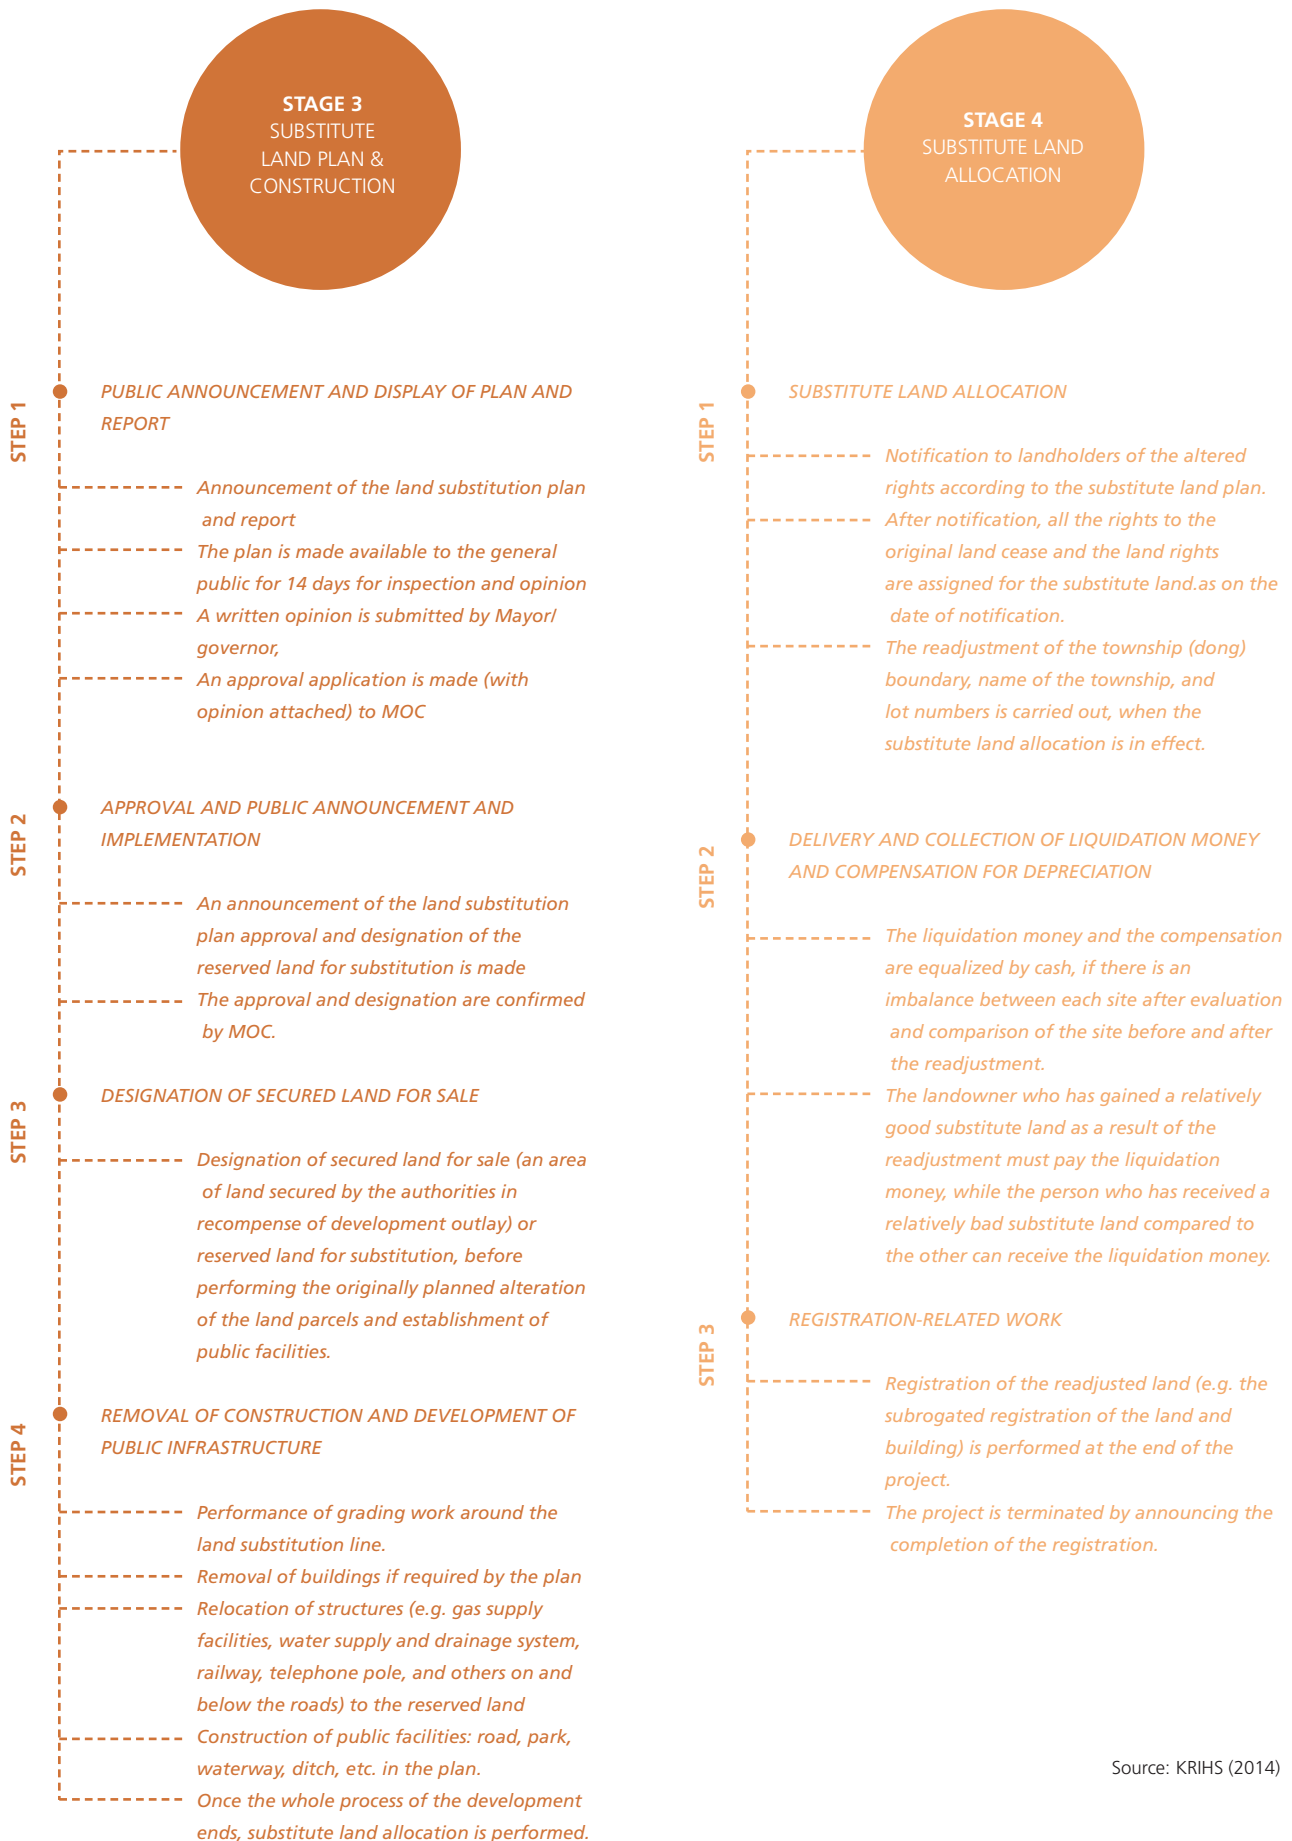 STAGE 3
SUBSTITUTE
LAND PLAN &
CONSTRUCTION
STEP 1
PUBLIC ANNOUNCEMENT AND DISPLAY OF PLAN AND
REPORT
Announcement of the land substitution plan
and report
The plan is made available to the general
public for 14 days for inspection and opinion
A written opinion is submitted by Mayor/
governor,
An approval application is made (with
opinion attached) to MOC
STEP 2
APPROVAL AND PUBLIC ANNOUNCEMENT AND
IMPLEMENTATION
An announcement of the land substitution
plan approval and designation of the
reserved land for substitution is made
The approval and designation are confirmed
by MOC.
STEP 3
DESIGNATION OF SECURED LAND FOR SALE
Designation of secured land for sale (an area
of land secured by the authorities in
recompense of development outlay) or
reserved land for substitution, before
performing the originally planned alteration
of the land parcels and establishment of
public facilities.
STEP 4
REMOVAL OF CONSTRUCTION AND DEVELOPMENT OF
PUBLIC INFRASTRUCTURE
Performance of grading work around the
land substitution line.
Removal of buildings if required by the plan
Relocation of structures (e.g. gas supply
facilities, water supply and drainage system,
railway, telephone pole, and others on and
below the roads) to the reserved land
Construction of public facilities: road, park,
waterway, ditch, etc. in the plan.
Once the whole process of the development
ends, substitute land allocation is performed.
STAGE 4
SUBSTITUTE LAND
ALLOCATION
STEP 1
SUBSTITUTE LAND ALLOCATION
Notification to landholders of the altered
rights according to the substitute land plan.
After notification, all the rights to the
original land cease and the land rights
are assigned for the substitute land.as on the
date of notification.
The readjustment of the township (dong)
boundary, name of the township, and
lot numbers is carried out, when the
substitute land allocation is in effect.
STEP 2
DELIVERY AND COLLECTION OF LIQUIDATION MONEY
AND COMPENSATION FOR DEPRECIATION
The liquidation money and the compensation
are equalized by cash, if there is an
imbalance between each site after evaluation
and comparison of the site before and after
the readjustment.
The landowner who has gained a relatively
good substitute land as a result of the
readjustment must pay the liquidation
money, while the person who has received a
relatively bad substitute land compared to
the other can receive the liquidation money.
STEP 3
REGISTRATION-RELATED WORK
Registration of the readjusted land (e.g. the
subrogated registration of the land and
building) is performed at the end of the
project.
The project is terminated by announcing the
completion of the registration.
Source: KRIHS (2014)